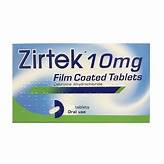 Zirtek 10mg
Film Coated Tablets
cetirizine dihydrochloride
tablets
Oral use